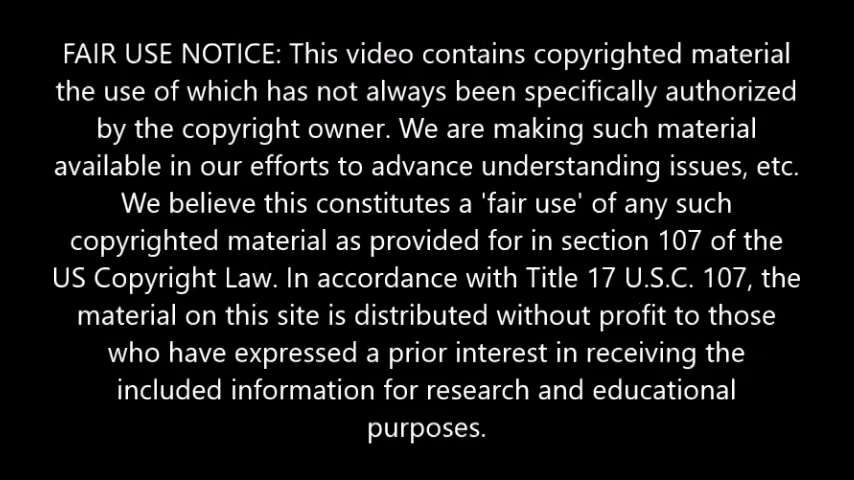 FAIR USE NOTICE: This video contains copyrighted material
the use of which has not always been specifically authorized
by the copyright owner. We are making such material
available in our efforts to advance understanding issues, etc.
We believe this constitutes a 'fair use' of any such
copyrighted material as provided for in section 107 of the
US Copyright Law. In accordance with Title 17 U.S.C. 107, the
material on this site is distributed without profit to those
who have expressed a prior interest in receiving the
included information for research and educational
purposes.